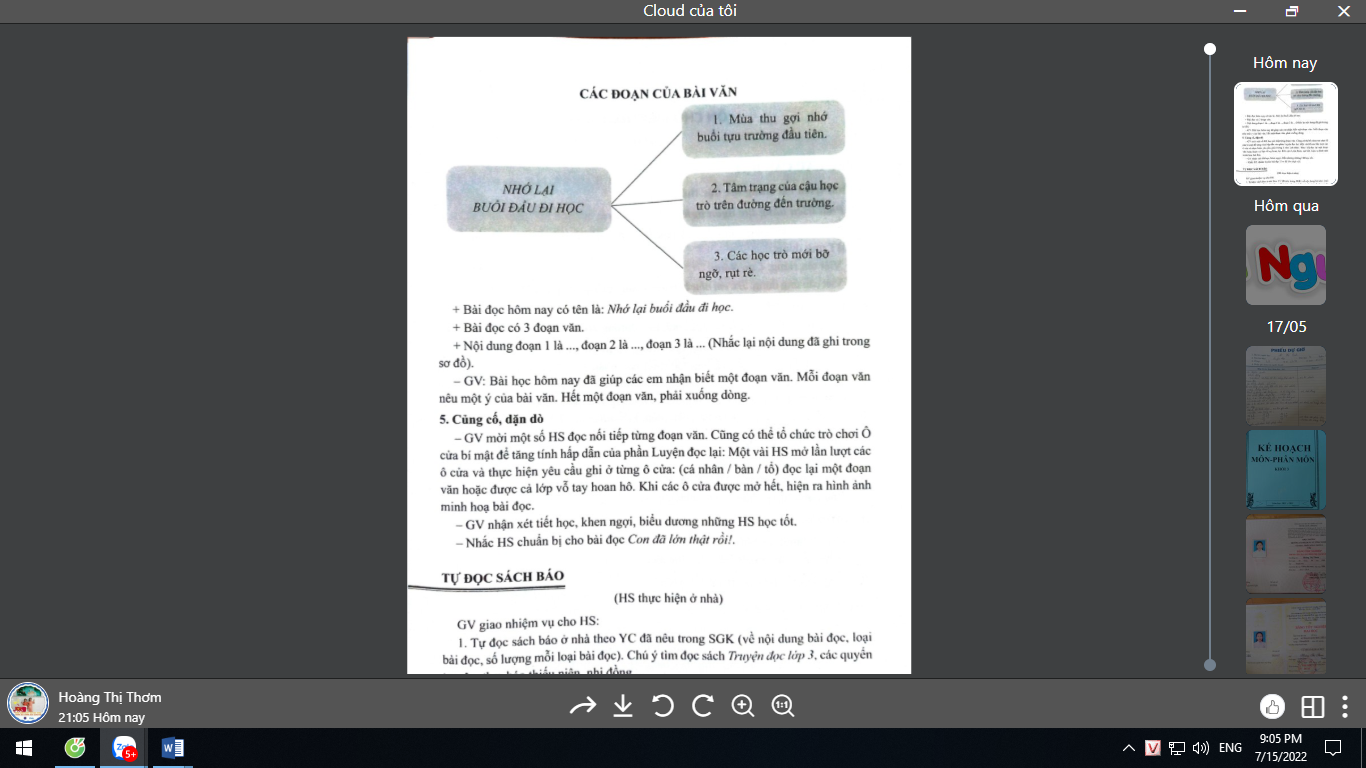 Cloud của tôi
CÁC ĐOẠN CỦA BÀI VĂN
1. Mùa thu gợi nhớ
buổi tựu trường đầu tiên.
NHỚ LẠI
BUỔI ĐẦU ĐI HỌC
2. Tâm trạng của cậu học
trò trên đường đến trường.
3. Các học trò mới bỡ
ngỡ, rụt rè.
+ Bài đọc hôm nay có tên là: Nhớ lại buổi đầu đi học.
+ Bài đọc có 3 đoạn văn.
+ Nội dung đoạn 1 là ..., đoạn 2 là ..., đoạn 3 là ... (Nhắc lại nội dung đã ghi trong
sơ đồ).
– GV: Bài học hôm nay đã giúp các em nhận biết một đoạn văn. Mỗi đoạn văn
nêu một ý của bài văn. Hết một đoạn văn, phải xuống dòng.
5. Củng cố, dặn dò
– GV mời một số HS đọc nối tiếp từng đoạn văn. Cũng có thể tổ chức trò chơi Ô
cửa bí mật để tăng tính hấp dẫn của phần Luyện đọc lại: Một vài HS mở lần lượt các
ô cửa và thực hiện yêu cầu ghi ở từng ô cửa: (cá nhân / bàn / tổ) đọc lại một đoạn
văn hoặc được cả lớp vỗ tay hoan hô. Khi các ô cửa được mở hết, hiện ra hình ảnh
minh hoạ bài đọc.
– GV nhận xét tiết học, khen ngợi, biểu dương những HS học tốt.
– Nhắc HS chuẩn bị cho bài đọc Con đã lớn thật rồi!.
TỰ ĐỌC SÁCH BÁO
(HS thực hiện ở nhà)
GV giao nhiệm vụ cho HS:
1. Tự đọc sách báo ở nhà theo YC đã nêu trong SGK (về nội dung bài đọc, loại
bài đọc, số lượng mỗi loại bài đọc). Chú ý tìm đọc sách Truyện đọc lớp 3, các quyển
thiếu niên, nhi đồng
Hôm nay
Hôm qua
Ngu
17/05
PHIẾU DỰ GIỜ
KẾ HOẠCH
MÔN-PHÂN MÔN
Hoàng Thị Thơm
21:05 Hôm nay
1:1
Zalo
5+
W
V
ENG
9:05 PM
7/15/2022